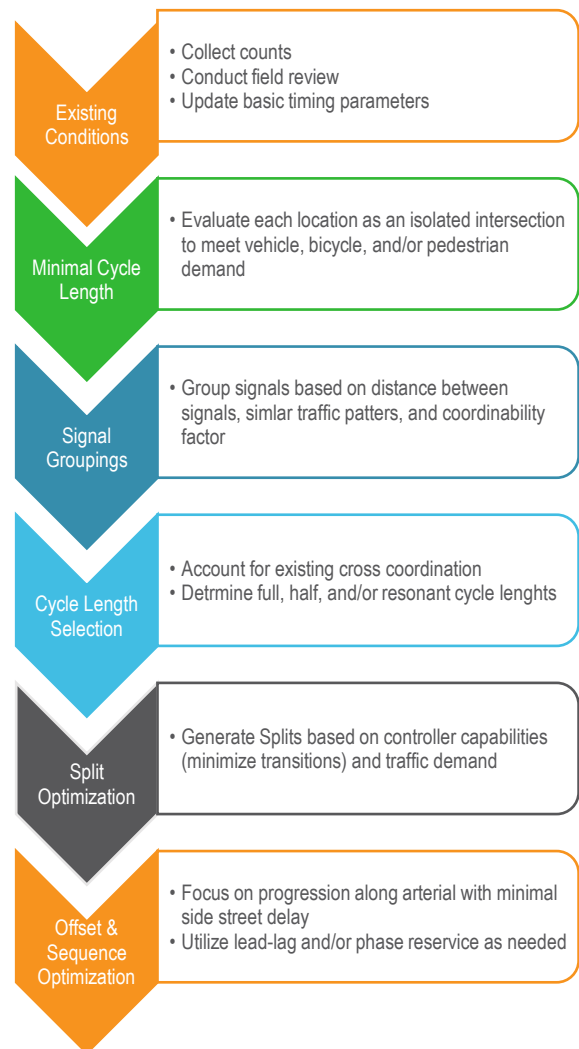 Existing
Conditions
• Collect counts
• Conduct field review
• Update basic timing parameters
Minimal Cycle
Length
• Evaluate each location as an isolated intersection
to meet vehicle, bicycle, and/or pedestrian
demand
Signal
Groupings
• Group signals based on distance between
signals, simlar traffic patters, and coordinability
factor
Cycle Length
Selection
• Account for existing cross coordination
• Detrmine full, half, and/or resonant cycle lenghts
Split
Optimization
• Generate Splits based on controller capabilities
(minimize transitions) and traffic demand
Offset &
Sequence
Optimization
• Focus on progression along arterial with minimal
side street delay
• Utilize lead-lag and/or phase reservice as needed